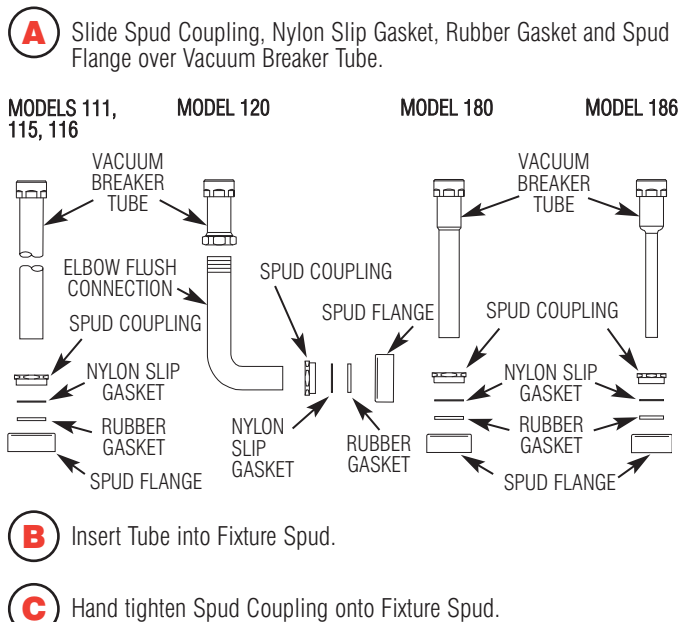 A
Slide Spud Coupling, Nylon Slip Gasket, Rubber Gasket and Spud
Flange over Vacuum Breaker Tube.
MODELS 111,
115, 116
MODEL 120
MODEL 180
MODEL 186
VACUUM
BREAKER
TUBE
VACUUM
BREAKER
TUBE
ELBOW FLUSH
CONNECTION
SPUD COUPLING
SPUD COUPLING
SPUD FLANGE
SPUD COUPLING
NYLON SLIP
GASKET
RUBBER
GASKET
SPUD FLANGE
NYLON
SLIP
GASKET
RUBBER
GASKET
NYLON SLIP
GASKET
RUBBER
GASKET
SPUD FLANGE
B
Insert Tube into Fixture Spud.
C
Hand tighten Spud Coupling onto Fixture Spud.